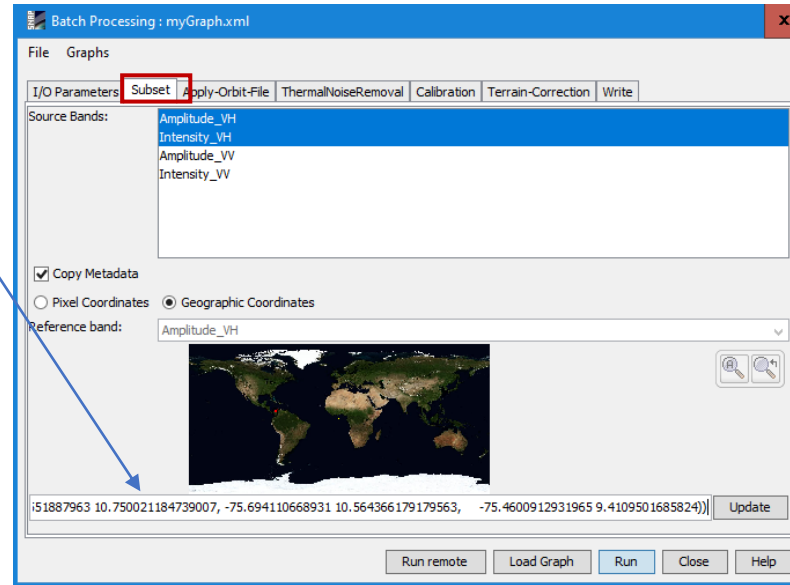 SNAP Batch Processing : myGraph.xml x
File Graphs
I/O Parameters Subset Apply-Orbit-File ThermalNoiseRemoval Calibration Terrain-Correction Write
Source Bands:
Amplitude_VH
Intensity_VH
Amplitude_VV
Intensity_VV
Copy Metadata
Pixel Coordinates Geographic Coordinates
Reference band: Amplitude_VH
51887963 10.750021184739007, -75.694110668931 10.564366179179563, -75.4600912931965 9.4109501685824)) Update
Run remote Load Graph Run Close Help